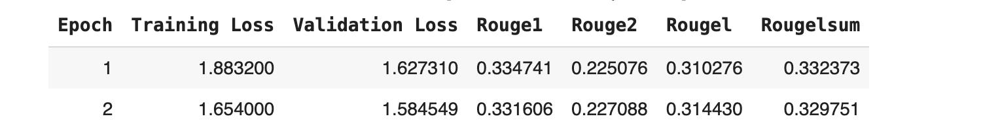 Epoch Training Loss Validation Loss Rouge1 Rouge2 Rougel Rougelsum
1 1.883200 1.627310 0.334741 0.225076 0.310276 0.332373
2 1.654000 1.584549 0.331606 0.227088 0.314430 0.329751